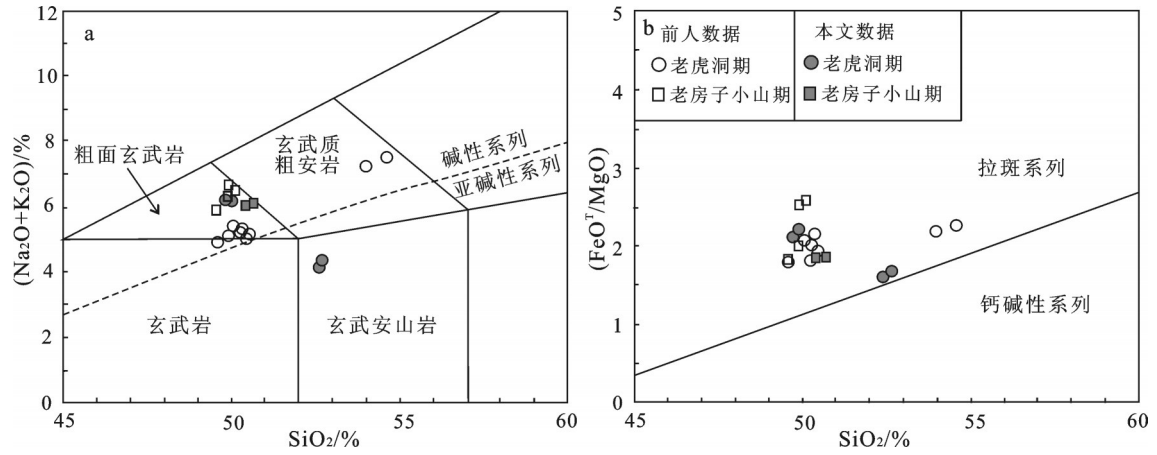 a
12
10
8
6
4
2
0
(Na₂O+K₂O)/%
粗面玄武岩
玄武质
粗安岩
碱性系列
亚碱性系列
玄武岩
玄武安山岩
45 50 55 60
SiO₂/%
b
前人数据 本文数据
老虎洞期 老虎洞期
老房子小山期 老房子小山期
5
4
3
2
1
0
(FeOᵀ/MgO)
拉斑系列
钙碱性系列
45 50 55 60
SiO₂/%